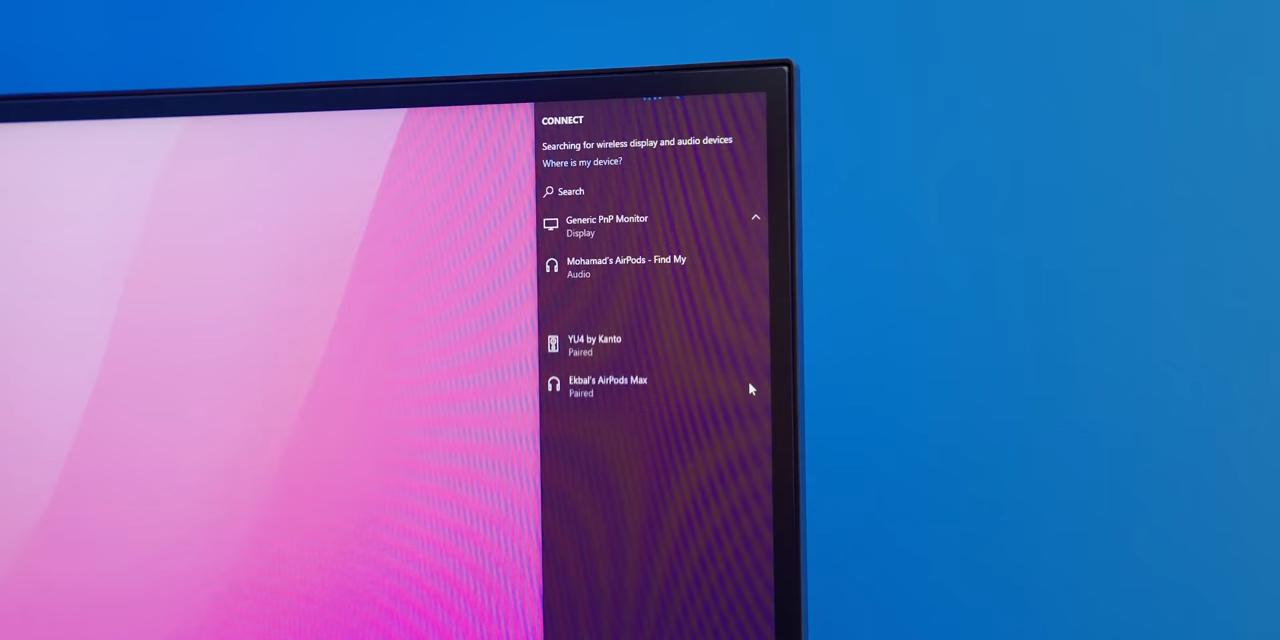 CONNECT
Searching for wireless display and audio devices
Where is my device?
Search
Generic PnP Monitor
Display
Mohamad's AirPods - Find My
Audio
YU4 by Kanto
Paired
Ekbal's AirPods Max
Paired